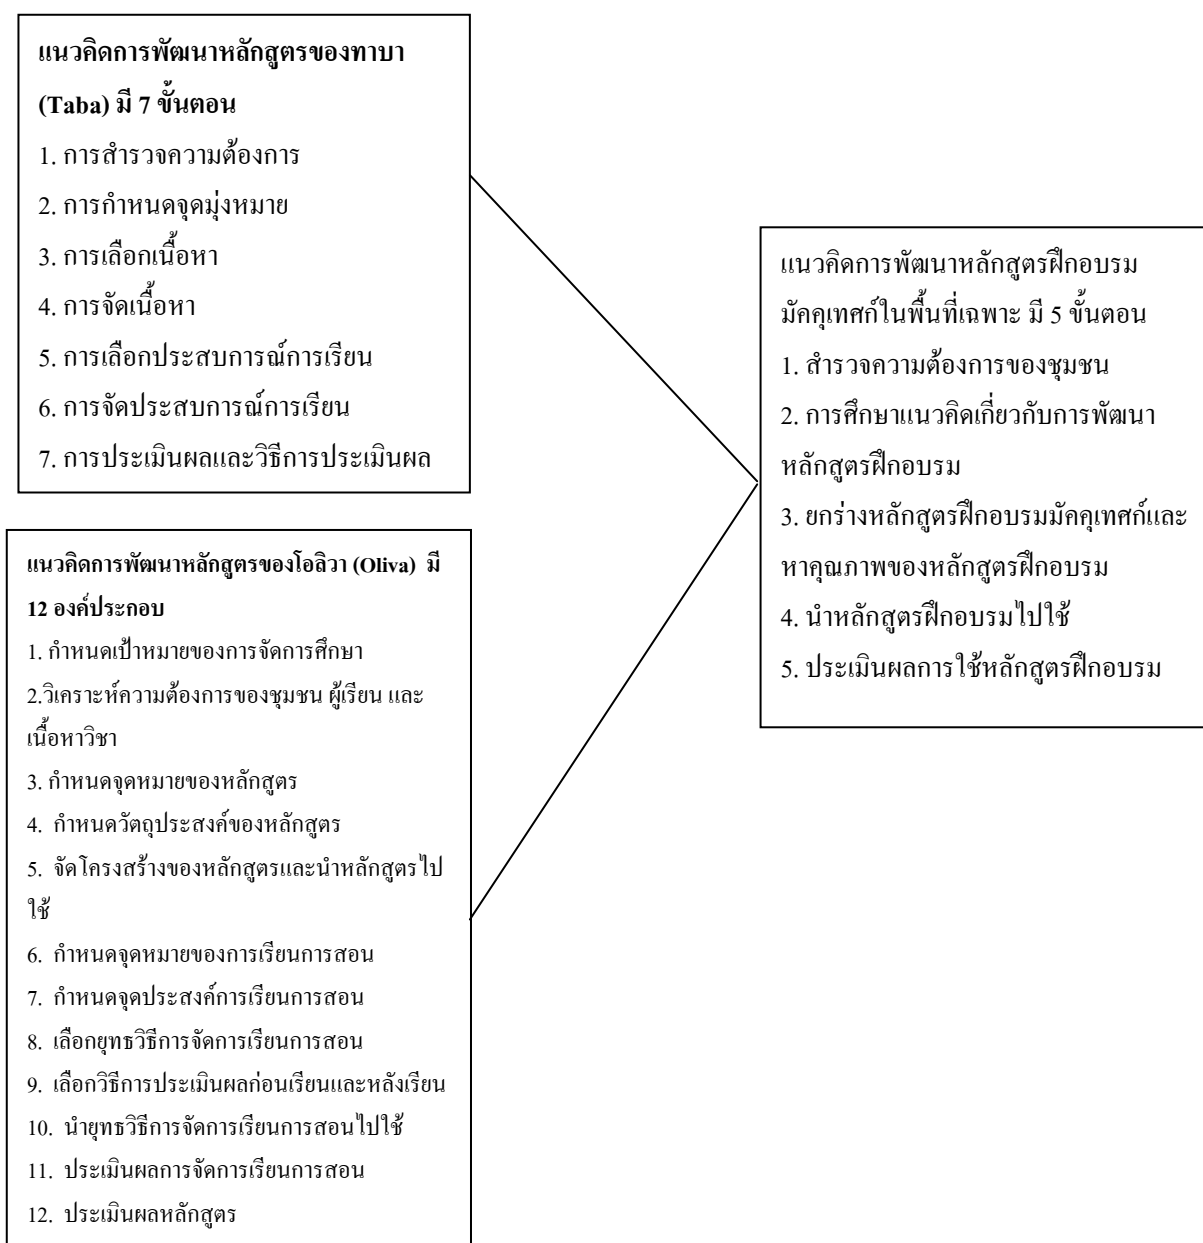 แนวคิดการพัฒนาหลักสูตรของทาบา
(Taba) มี 7 ขั้นตอน
1. การสำรวจความต้องการ
2. การกำหนดจุดมุ่งหมาย
3. การเลือกเนื้อหา
4. การจัดเนื้อหา
5. การเลือกประสบการณ์การเรียน
6. การจัดประสบการณ์การเรียน
7. การประเมินผลและวิธีการประเมินผล
แนวคิดการพัฒนาหลักสูตรของโอลิวา (Oliva) มี
12 องค์ประกอบ
1. กำหนดเป้าหมายของการจัดการศึกษา
2.วิเคราะห์ความต้องการของชุมชน ผู้เรียน และ
เนื้อหาวิชา
3. กำหนดจุดหมายของหลักสูตร
4. กำหนดวัตถุประสงค์ของหลักสูตร
5. จัดโครงสร้างของหลักสูตรและนำหลักสูตรไป
ใช้
6. กำหนดจุดหมายของการเรียนการสอน
7. กำหนดจุดประสงค์การเรียนการสอน
8. เลือกยุทธวิธีการจัดการเรียนการสอน
9. เลือกวิธีการประเมินผลก่อนเรียนและหลังเรียน
10. นำยุทธวิธีการจัดการเรียนการสอนไปใช้
11. ประเมินผลการจัดการเรียนการสอน
12. ประเมินผลหลักสูตร
แนวคิดการพัฒนาหลักสูตรฝึกอบรม
มัคคุเทศก์ในพื้นที่เฉพาะ มี 5 ขั้นตอน
1. สำรวจความต้องการของชุมชน
2. การศึกษาแนวคิดเกี่ยวกับการพัฒนา
หลักสูตรฝึกอบรม
3. ยกร่างหลักสูตรฝึกอบรมมัคคุเทศก์และ
หาคุณภาพของหลักสูตรฝึกอบรม
4. นำหลักสูตรฝึกอบรมไปใช้
5. ประเมินผลการใช้หลักสูตรฝึกอบรม